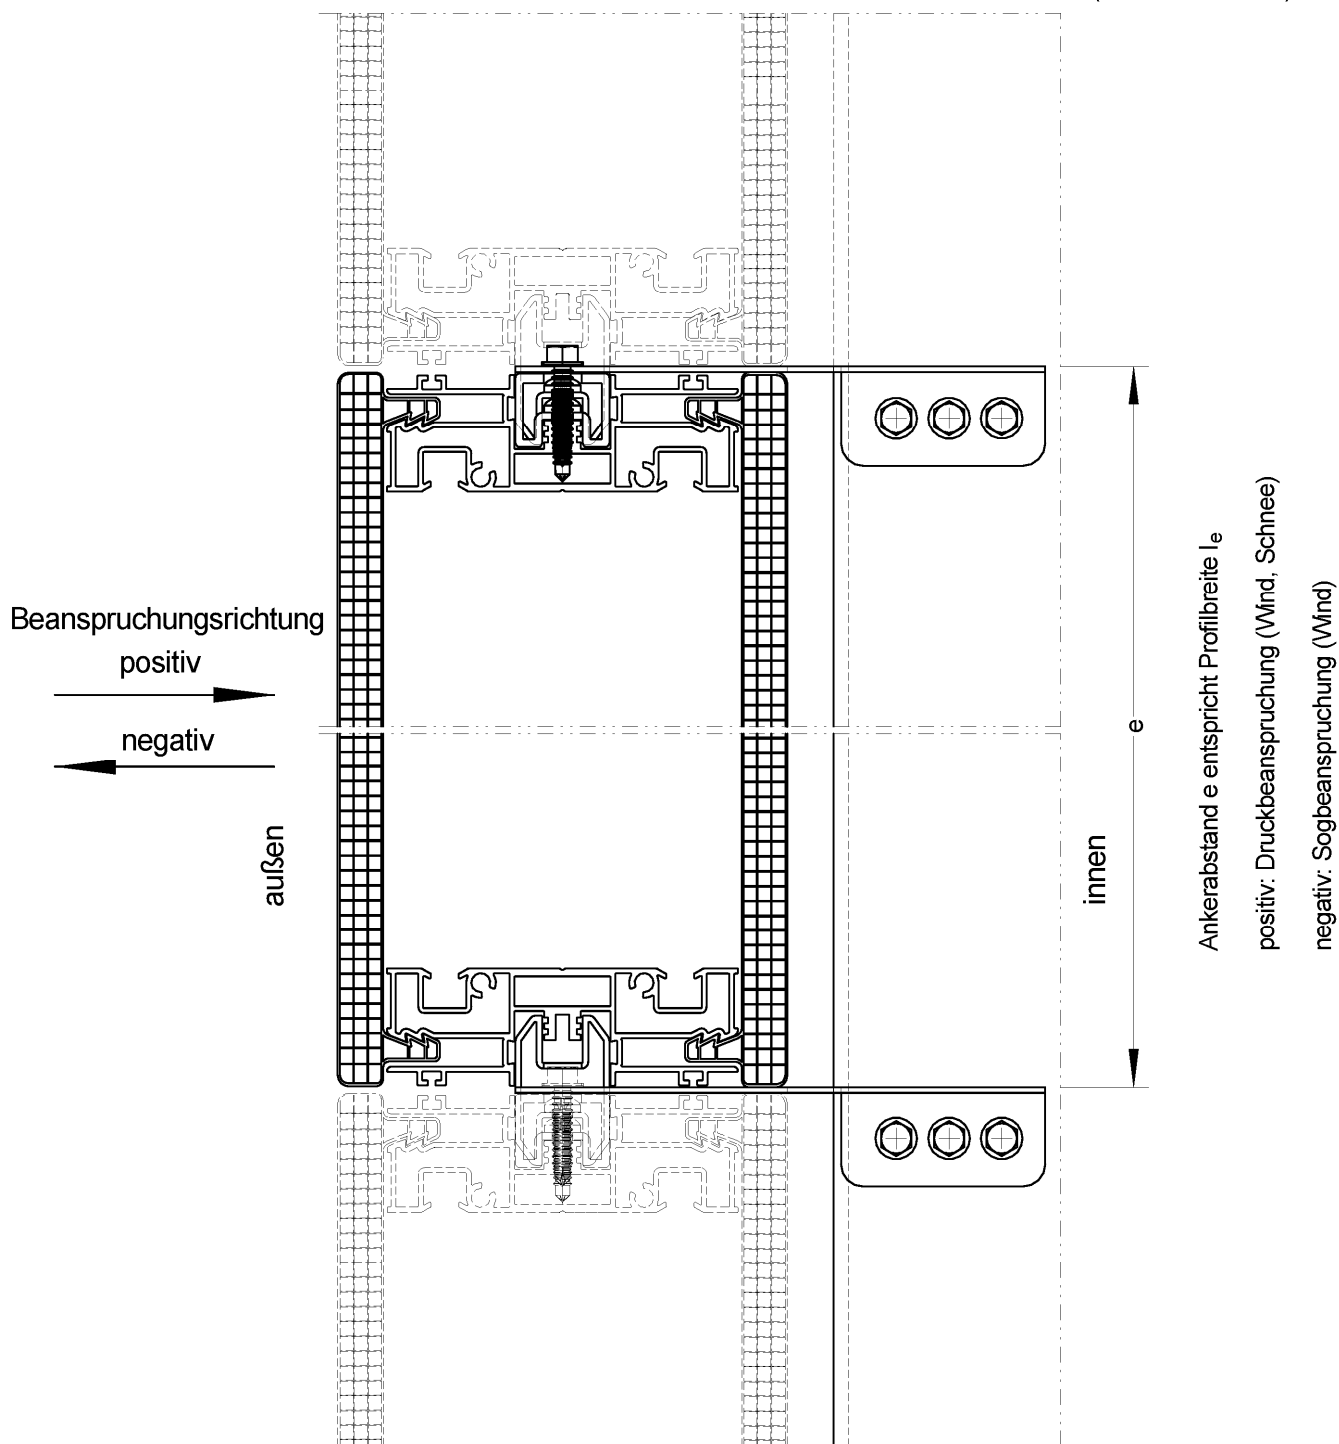 Beanspruchungsrichtung
positiv
negativ
außen
innen
e
Ankerabstand e entspricht Profilbreite le
positiv: Druckbeanspruchung (Wind, Schnee)
negativ: Sogbeanspruchung (Wind)